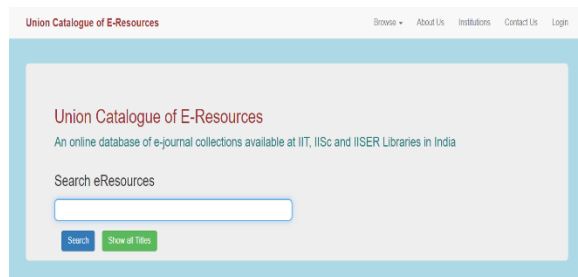 Union Catalogue of E-Resources Browse About Us Institutions Contact Us Login
Union Catalogue of E-Resources
An online database of e-journal collections available at IIT, IISc and IISER Libraries in India
Search eResources
Search Show all Titles